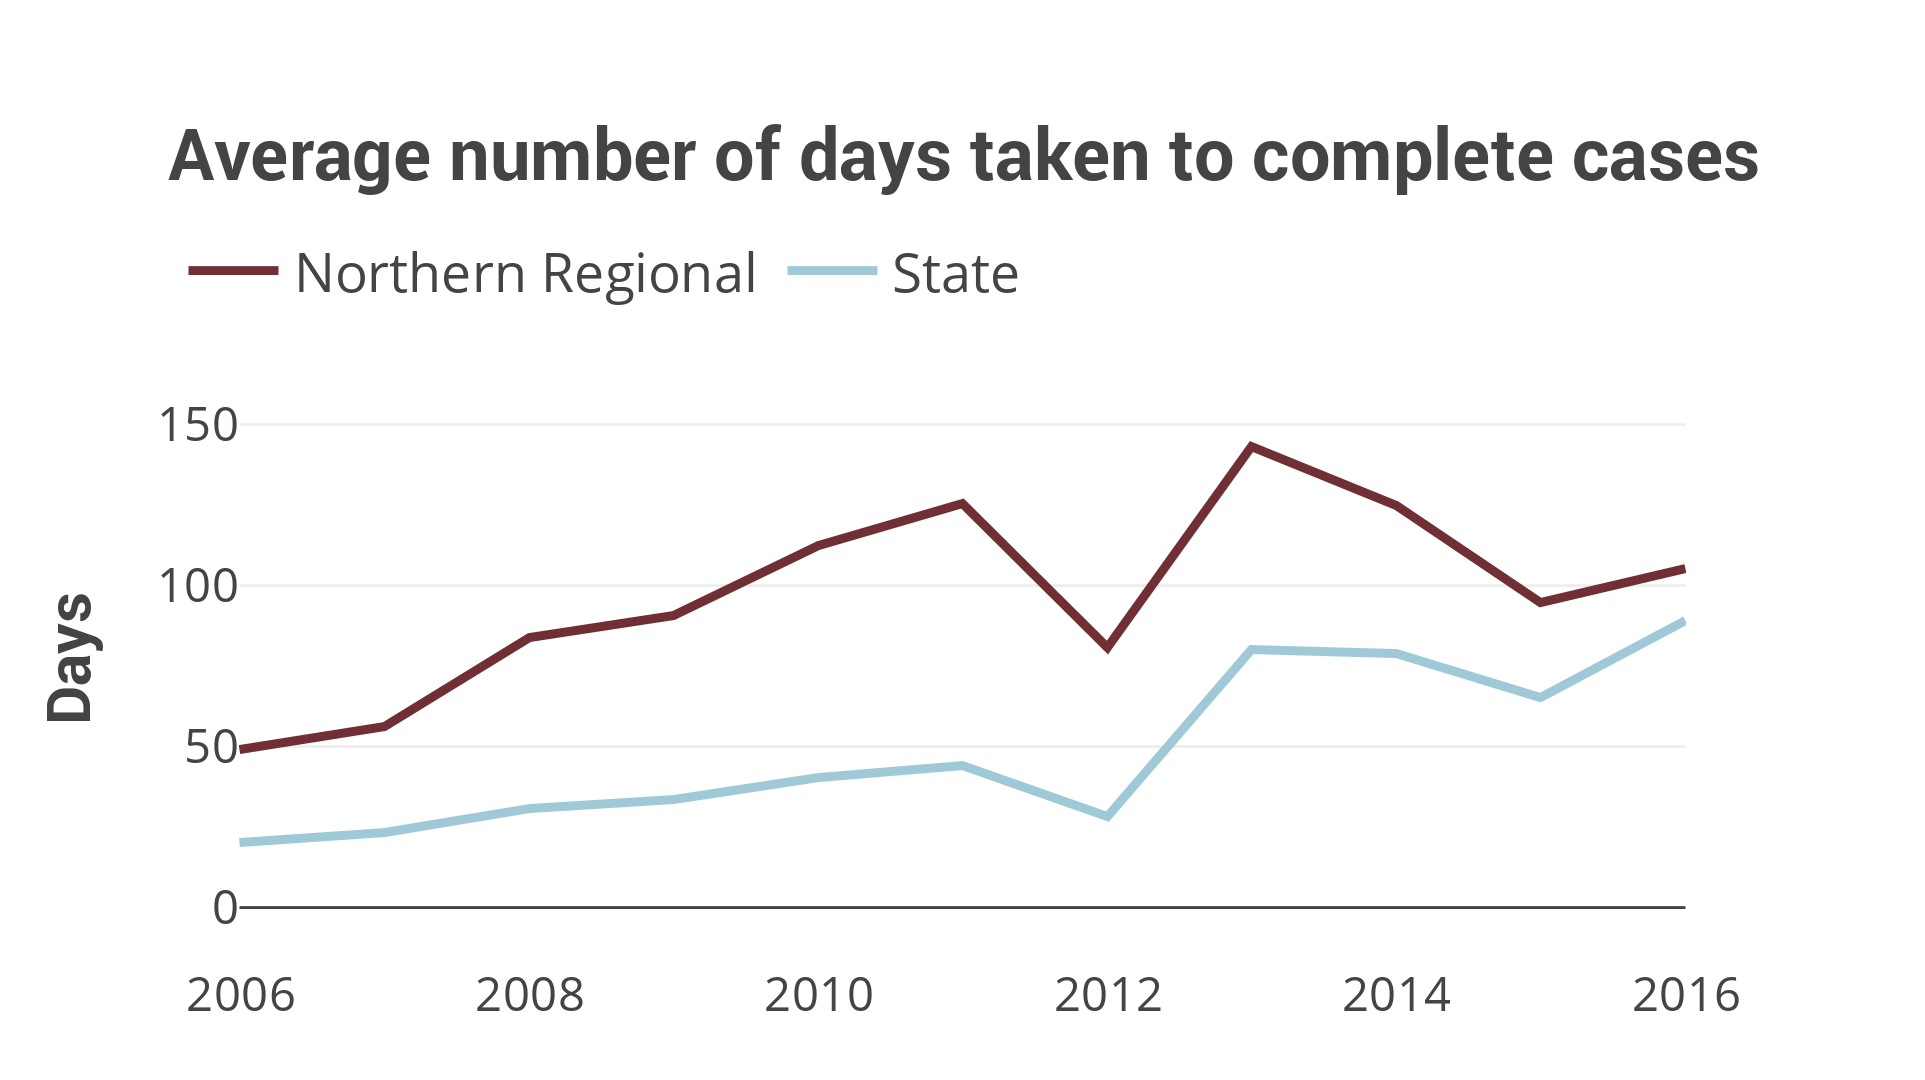 Average number of days taken to complete cases
Northern Regional State
150
100
50
0
Days
2006 2008 2010 2012 2014 2016